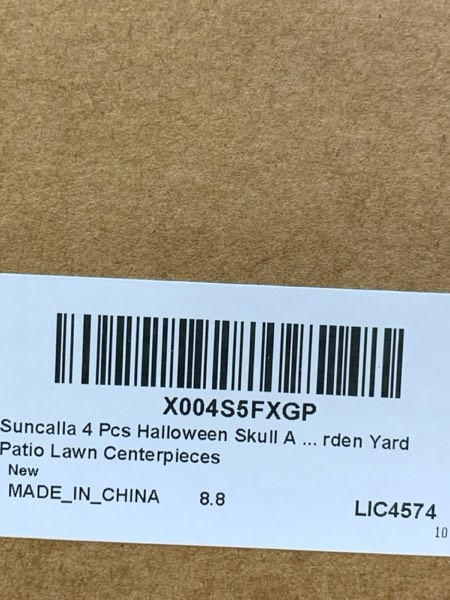 X004S5FXGP
Suncalla 4 Pcs Halloween Skull A ... rden Yard
Patio Lawn Centerpieces
New
MADE_IN_CHINA 8.8
LIC4574
10